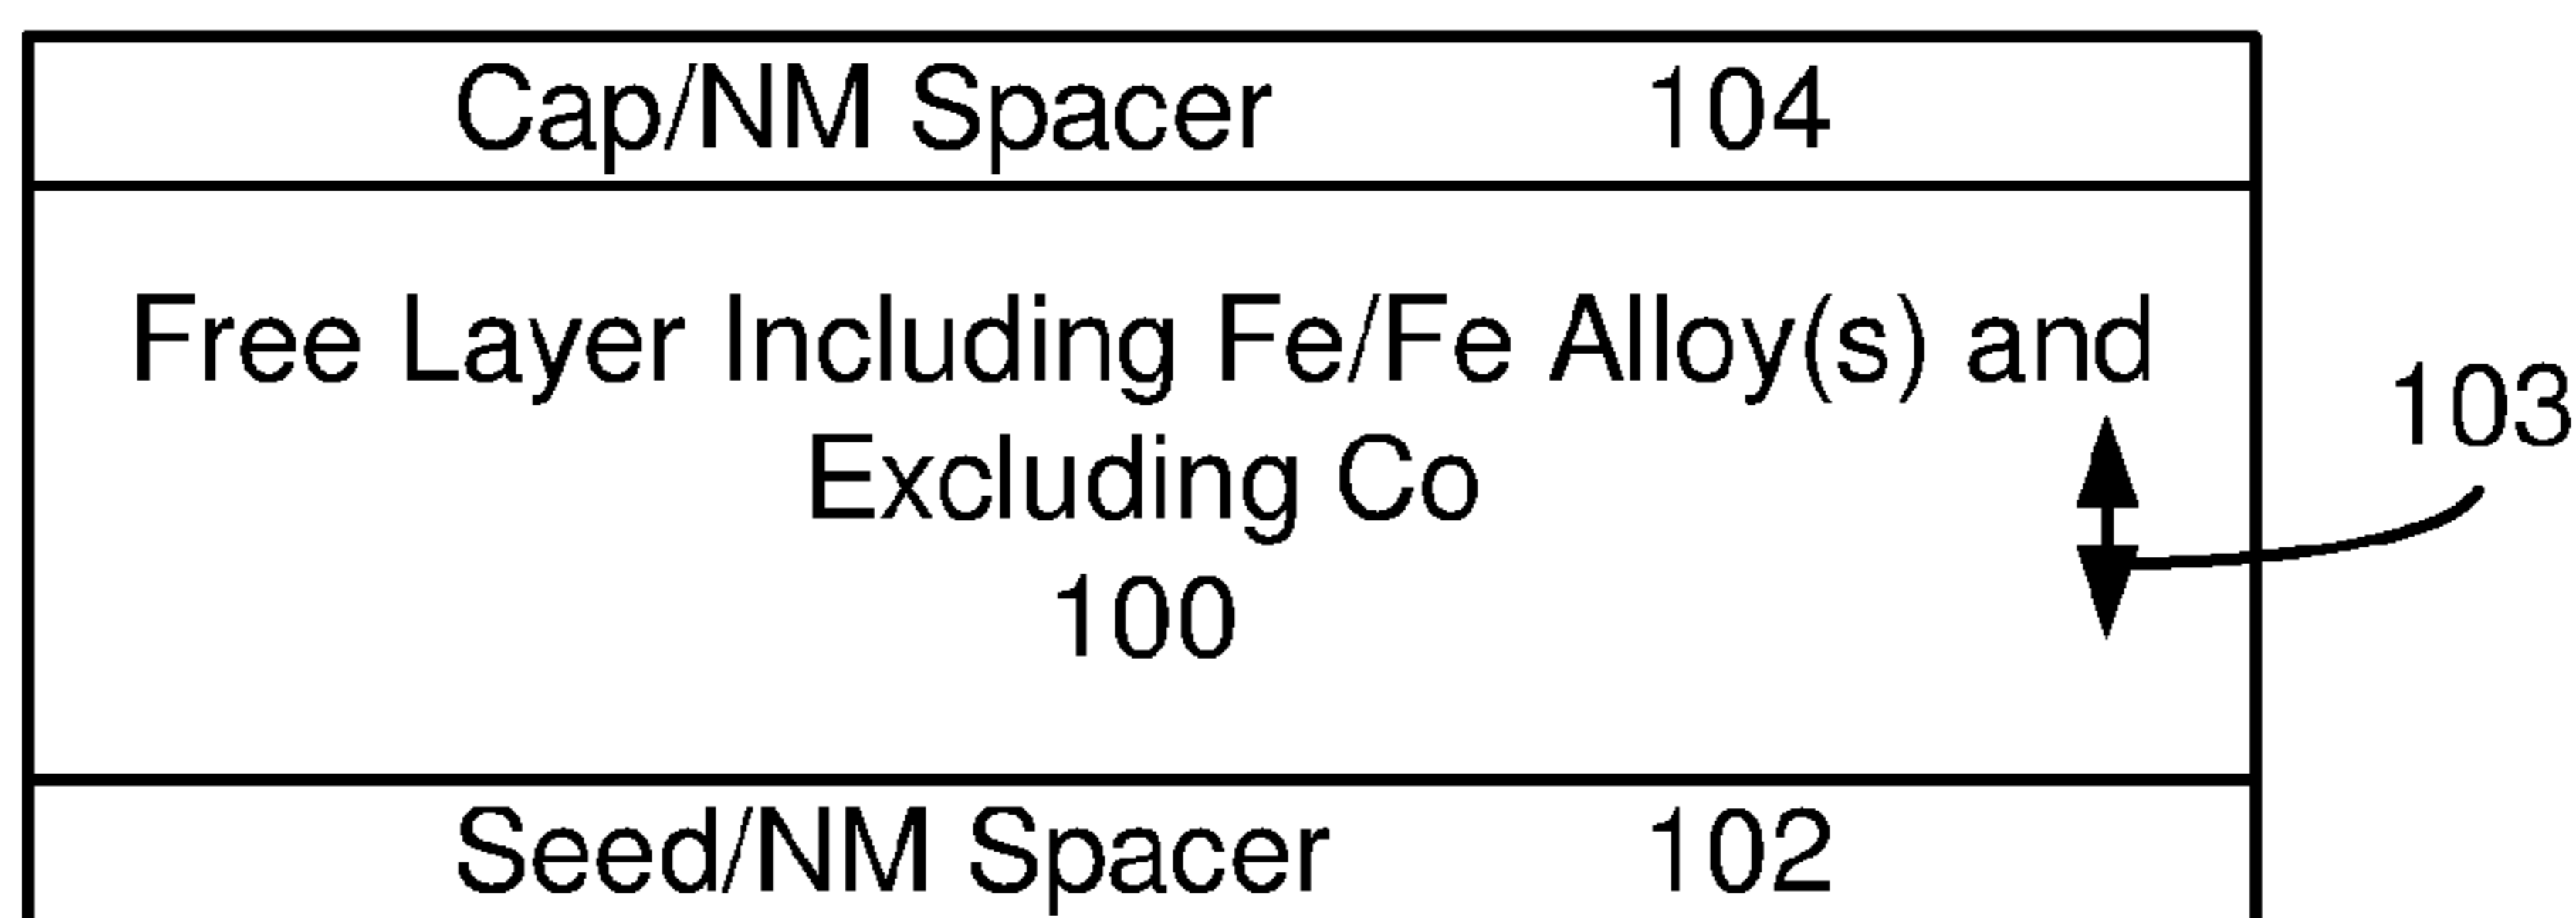 Cap/NM Spacer 104
Free Layer Including Fe/Fe Alloy(s) and
Excluding Co
100
103
Seed/NM Spacer 102